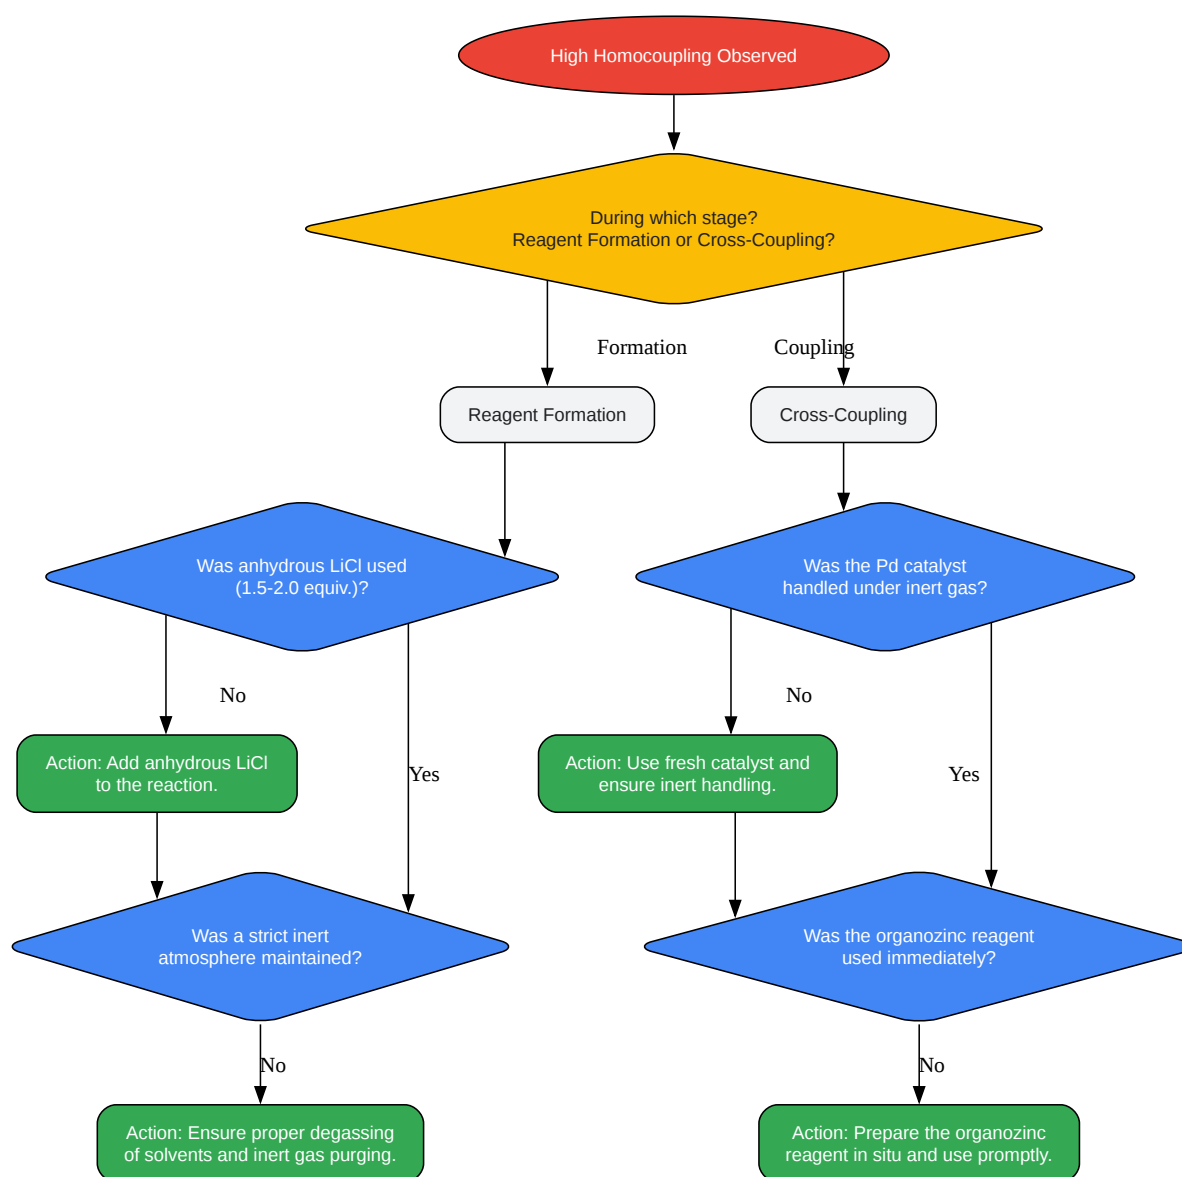 High Homocoupling Observed
During which stage?
Reagent Formation or Cross-Coupling?
Formation
Coupling
Reagent Formation
Cross-Coupling
Was anhydrous LiCl used
(1.5-2.0 equiv.)?
Was the Pd catalyst
handled under inert gas?
No
No
Action: Add anhydrous LiCl
to the reaction.
Yes
Action: Use fresh catalyst and
ensure inert handling.
Yes
Was a strict inert
atmosphere maintained?
Was the organozinc reagent
used immediately?
No
No
Action: Ensure proper degassing
of solvents and inert gas purging.
Action: Prepare the organozinc
reagent in situ and use promptly.